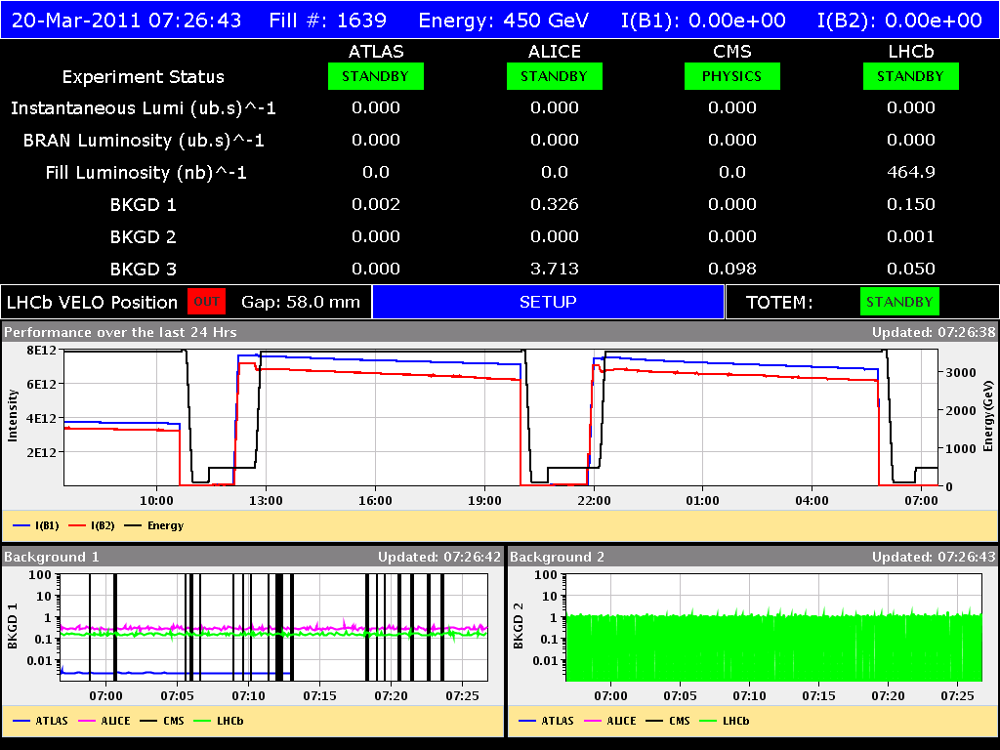 20-Mar-2011 07:26:43 Fill #: 1639 Energy: 450 GeV I(B1): 0.00e+00 I(B2): 0.00e+00
ATLAS ALICE CMS LHCb
Experiment Status STANDBY STANDBY PHYSICS STANDBY
Instantaneous Lumi (ub.s)^-1 0.000 0.000 0.000 0.000
BRAN Luminosity (ub.s)^-1 0.000 0.000 0.000 0.000
Fill Luminosity (nb)^-1 0.0 0.0 0.0 464.9
BKGD 1 0.002 0.326 0.000 0.150
BKGD 2 0.000 0.000 0.000 0.001
BKGD 3 0.000 3.713 0.098 0.050
LHCb VELO Position OUT Gap: 58.0 mm SETUP TOTEM: STANDBY
Performance over the last 24 Hrs Updated: 07:26:38
8E12
6E12
4E12
2E12
Intensity
3000
2000
1000
0
Energy(GeV)
10:00 13:00 16:00 19:00 22:00 01:00 04:00 07:00
I(B1) I(B2) Energy
Background 1 Updated: 07:26:42
BKGD 1
100
10
1
0.1
0.01
07:00 07:05 07:10 07:15 07:20 07:25
ATLAS ALICE CMS LHCb
Background 2 Updated: 07:26:43
BKGD 2
100
10
1
0.1
0.01
07:00 07:05 07:10 07:15 07:20 07:25
ATLAS ALICE CMS LHCb